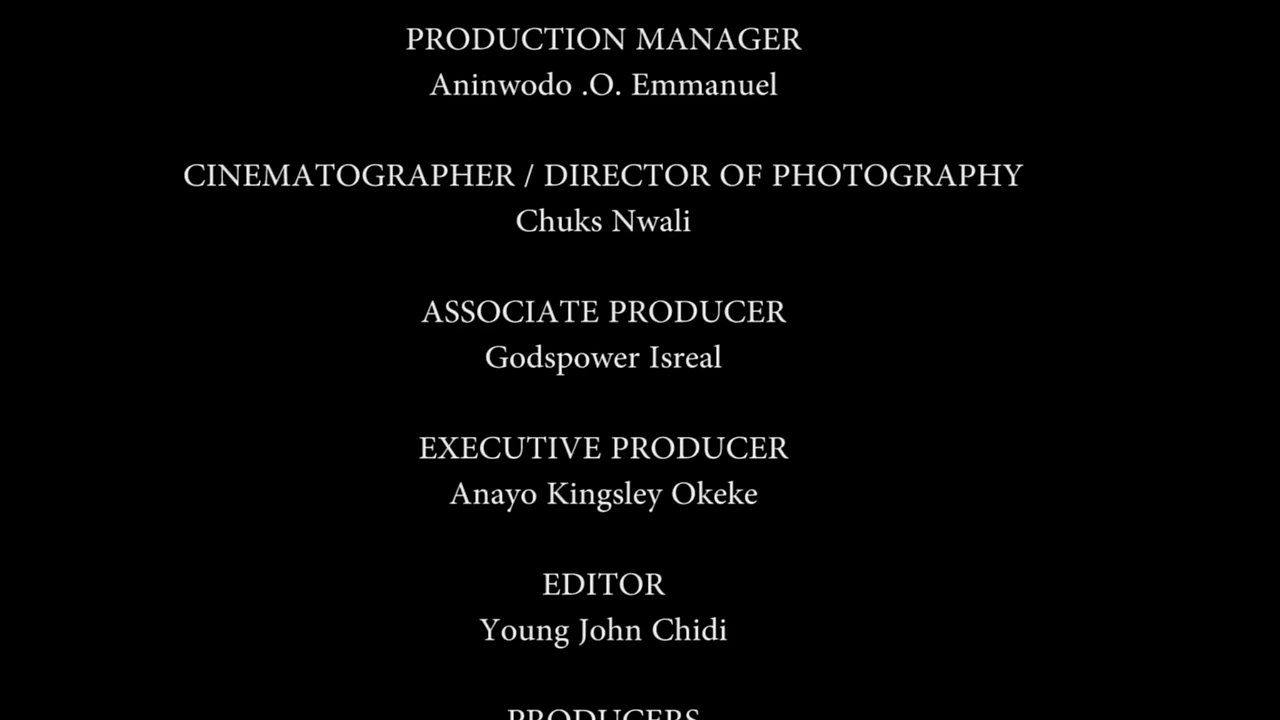 PRODUCTION MANAGER
Aninwodo .O. Emmanuel
CINEMATOGRAPHER / DIRECTOR OF PHOTOGRAPHY
Chuks Nwali
ASSOCIATE PRODUCER
Godspower Isreal
EXECUTIVE PRODUCER
Anayo Kingsley Okeke
EDITOR
Young John Chidi
PRODUCERS